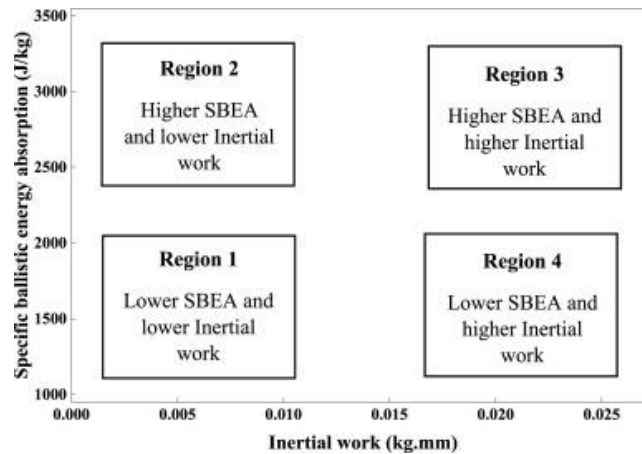 Specific ballistic energy absorption (J/kg)
3500
3000
2500
2000
1500
1000
Region 2
Higher SBEA
and lower Inertial
work
Region 3
Higher SBEA and
higher Inertial
work
Region 1
Lower SBEA and
lower Inertial
work
Region 4
Lower SBEA and
higher Inertial
work
0.000 0.005 0.010 0.015 0.020 0.025
Inertial work (kg.mm)